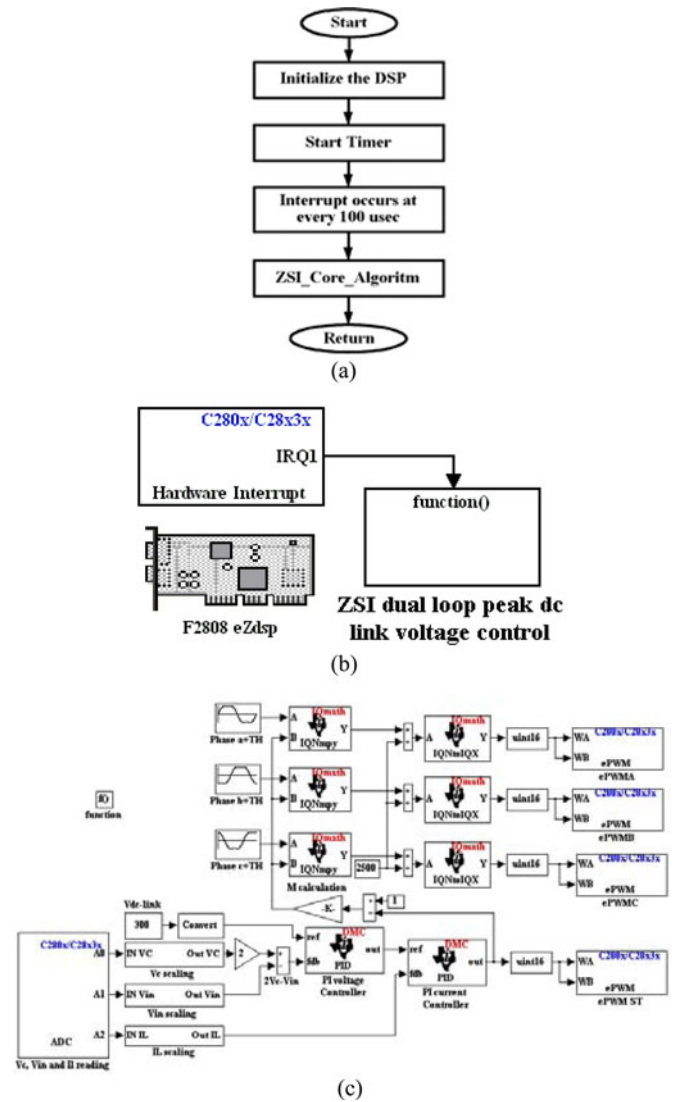 Start
Initialize the DSP
Start Timer
Interrupt occurs at
every 100 usec
ZSI_Core_Algoritm
Return
(a)
C280x/C28x3x
IRQ1
Hardware Interrupt
function()
F2808 eZdsp
ZSI dual loop peak dc
link voltage control
(b)
Phase a+TH
A
B
IQmath
Y
IQNmpy
A
IQmath
IQNtoIQX
uint16
WA
WB
C280x/C28x3x
ePWM
ePWMA
Phase b+TH
A
B
IQmath
Y
IQNmpy
A
IQmath
IQNtoIQX
uint16
WA
WB
C280x/C28x3x
ePWM
ePWMB
f()
function
Phase c+TH
A
B
IQmath
Y
IQNmpy
2500
A
IQmath
IQNtoIQX
uint16
WA
WB
C280x/C28x3x
ePWM
ePWMC
M calculation
-K-
1
Vdc-link
300
Convert
ref
fdb
DMC
out
PID
PI voltage
Controller
ref
fdb
DMC
out
PID
PI current
Controller
uint16
WA
WB
C280x/C28x3x
ePWM
ePWM ST
C280x/C28x3x
A0
IN VC
Out VC
2
Vc scaling
2Vc-Vin
A1
IN Vin
Out Vin
Vin scaling
A2
IN IL
Out IL
IL scaling
ADC
Vc, Vin and Il reading
(c)